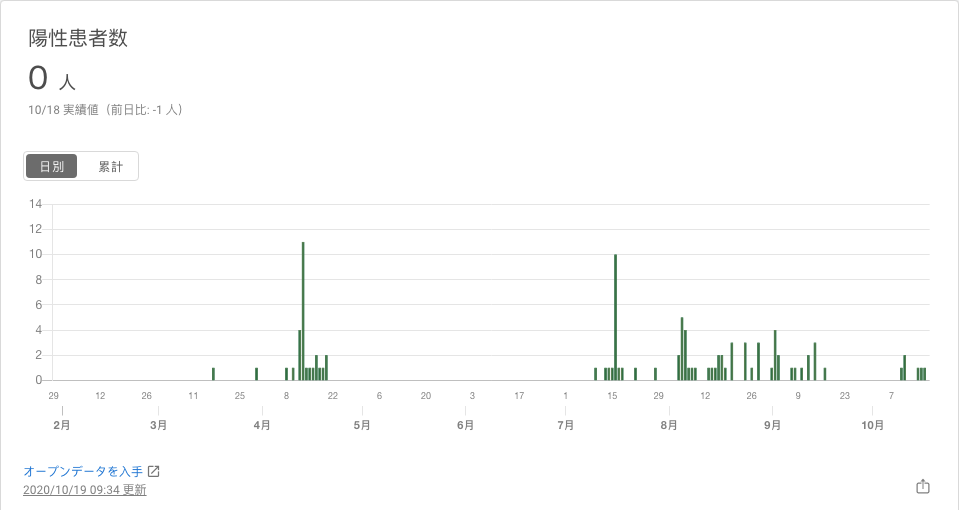 陽性患者数
0 人
10/18 実績値（前日比: -1 人）
日別 累計
14
12
10
8
6
4
2
0
29 12 26 11 25 8 22 6 20 3 17 1 15 29 12 26 9 23 7
2月 3月 4月 5月 6月 7月 8月 9月 10月
オープンデータを入手
2020/10/19 09:34 更新